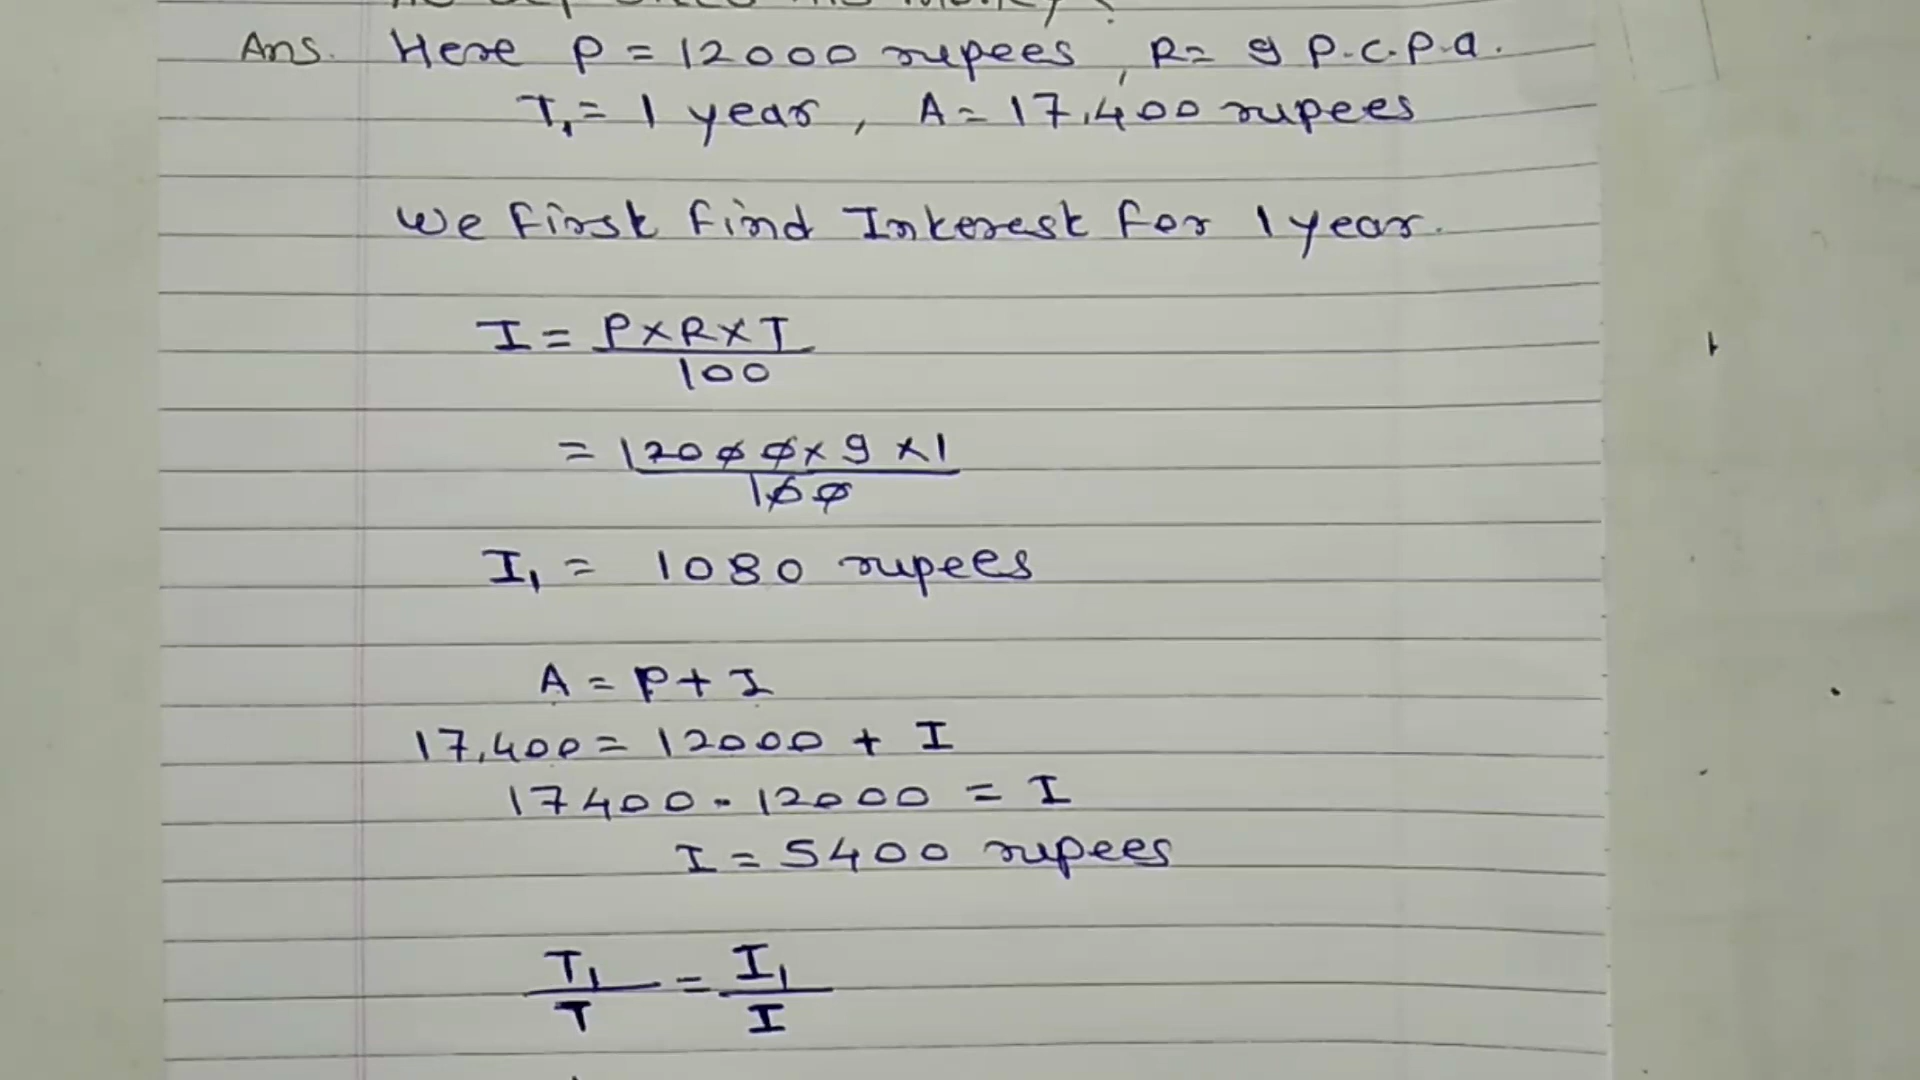 Ans. Here P = 12000 rupees, R = 9 P.C.P.a.
T₁ = 1 year, A = 17,400 rupees
We first find Interest for 1 year.
I = P×R×T
100
= 12000×9×1
100
I₁ = 1080 rupees
A = P+I
17,400 = 12000 + I
17400-12000 = I
I = 5400 rupees
T₁ = I₁
T I